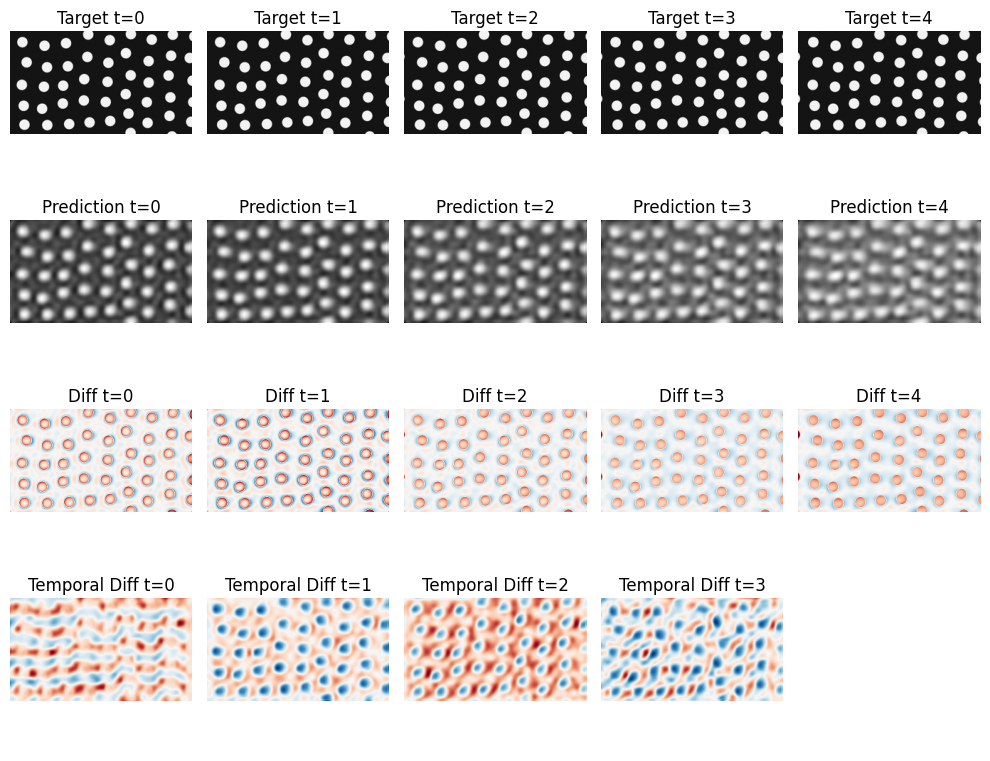 Target t=0 Target t=1 Target t=2 Target t=3 Target t=4
Prediction t=0 Prediction t=1 Prediction t=2 Prediction t=3 Prediction t=4
Diff t=0 Diff t=1 Diff t=2 Diff t=3 Diff t=4
Temporal Diff t=0 Temporal Diff t=1 Temporal Diff t=2 Temporal Diff t=3